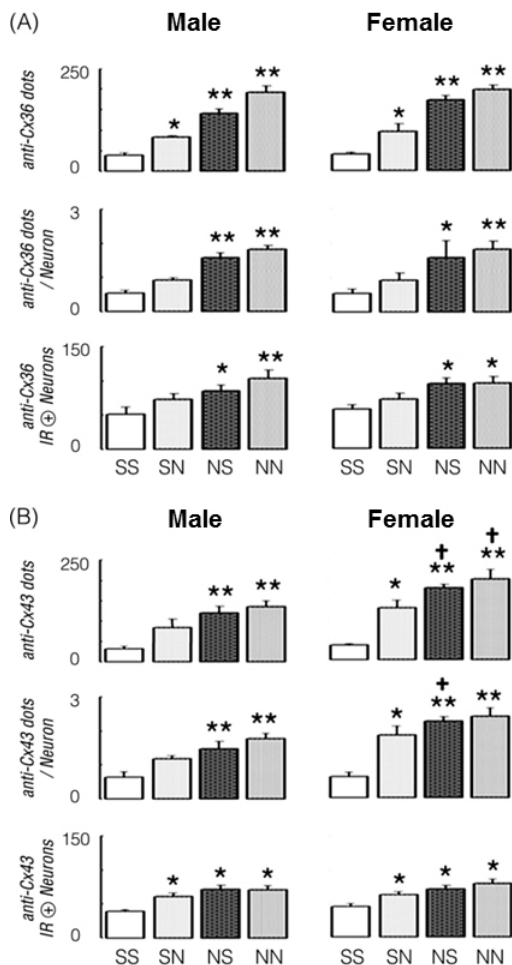 (A)
Male Female
anti-Cx36 dots
250
0
*
**
**
*
**
**
anti-Cx36 dots
/ Neuron
3
0
**
**
*
**
anti-Cx36
IR ⊕ Neurons
150
0
*
**
*
*
SS SN NS NN SS SN NS NN
(B)
Male Female
anti-Cx43 dots
250
0
**
**
*
✝
**
✝
**
anti-Cx43 dots
/ Neuron
3
0
**
**
*
✝
**
**
anti-Cx43
IR ⊕ Neurons
150
0
*
*
*
*
*
*
SS SN NS NN SS SN NS NN